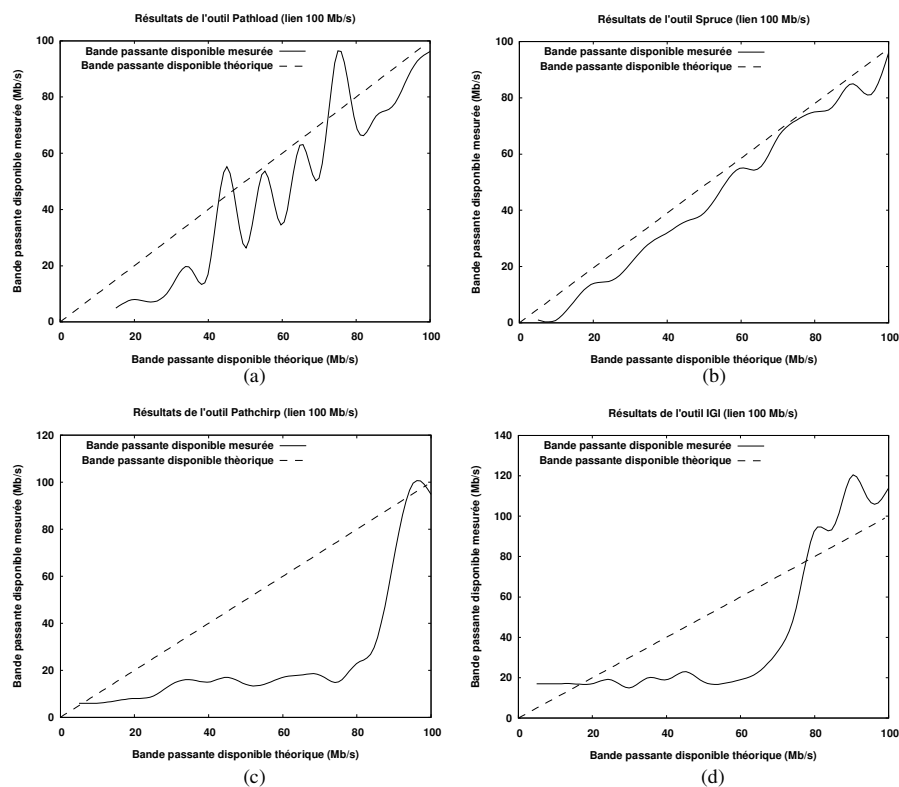 Résultats de l'outil Pathload (lien 100 Mb/s)
Bande passante disponible mesurée (Mb/s)
100
80
60
40
20
0
Bande passante disponible mesurée
Bande passante disponible théorique
0 20 40 60 80 100
Bande passante disponible théorique (Mb/s)
(a)
Résultats de l'outil Spruce (lien 100 Mb/s)
Bande passante disponible mesurée (Mb/s)
100
80
60
40
20
0
Bande passante disponible mesurée
Bande passante disponible théorique
0 20 40 60 80 100
Bande passante disponible théorique (Mb/s)
(b)
Résultats de l'outil Pathchirp (lien 100 Mb/s)
Bande passante disponible mesurée (Mb/s)
120
100
80
60
40
20
0
Bande passante disponible mesurée
Bande passante disponible thèorique
0 20 40 60 80 100
Bande passante disponible théorique (Mb/s)
(c)
Résultats de l'outil IGI (lien 100 Mb/s)
Bande passante disponible mesurée (Mb/s)
140
120
100
80
60
40
20
0
Bande passante disponible mesurée
Bande passante disponible thèorique
0 20 40 60 80 100
Bande passante disponible théorique (Mb/s)
(d)